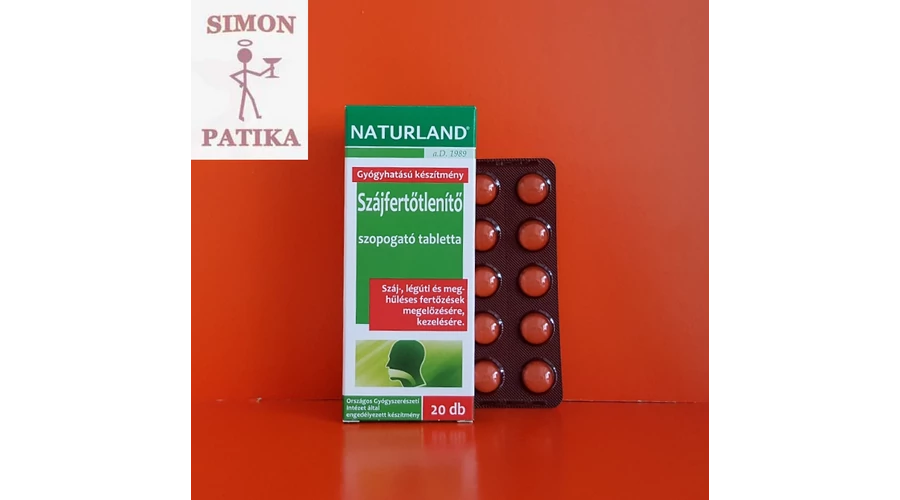 SIMON
PATIKA
NATURLAND®
a.D. 1989
Gyógyhatású készítmény
Szájfertőtlenítő
szopogató tabletta
Száj-, légúti és meg-
hűléses fertőzések
megelőzésére,
kezelésére.
Országos Gyógyszerészeti
Intézet által
engedélyezett készítmény
20 db